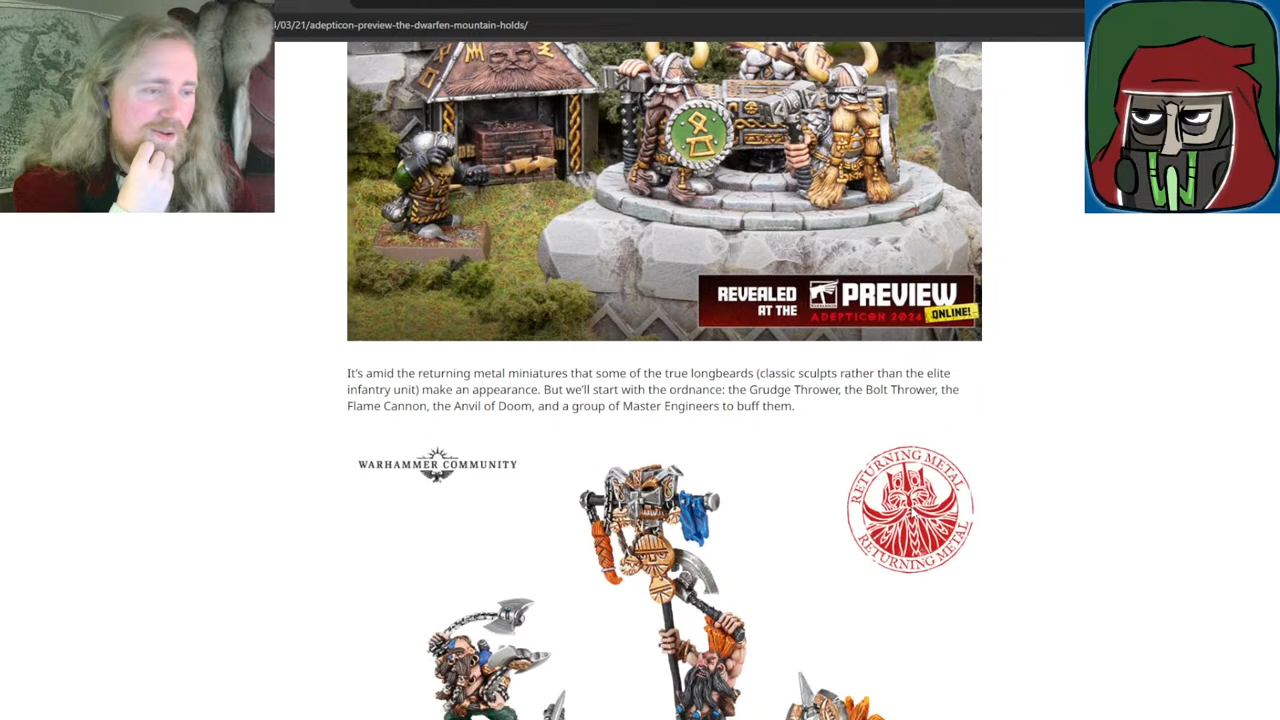 /03/21/adepticon-preview-the-dwarfen-mountain-holds/
REVEALED
AT THE
PREVIEW
ADEPTICON 2024
ONLINE!
It's amid the returning metal miniatures that some of the true longbeards (classic sculpts rather than the elite
infantry unit) make an appearance. But we'll start with the ordnance: the Grudge Thrower, the Bolt Thrower, the
Flame Cannon, the Anvil of Doom, and a group of Master Engineers to buff them.
WARHAMMER COMMUNITY
RETURNING METAL
RETURNING METAL